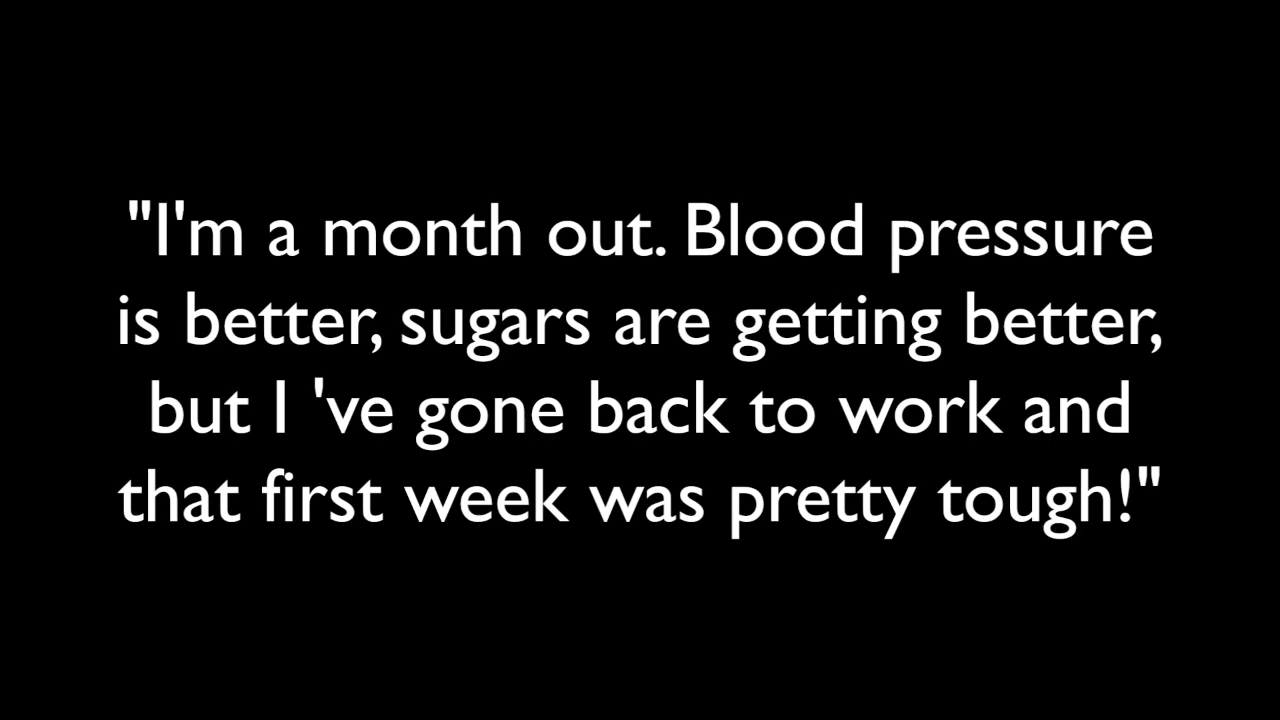 "I'm a month out. Blood pressure
is better, sugars are getting better,
but I 've gone back to work and
that first week was pretty tough!"